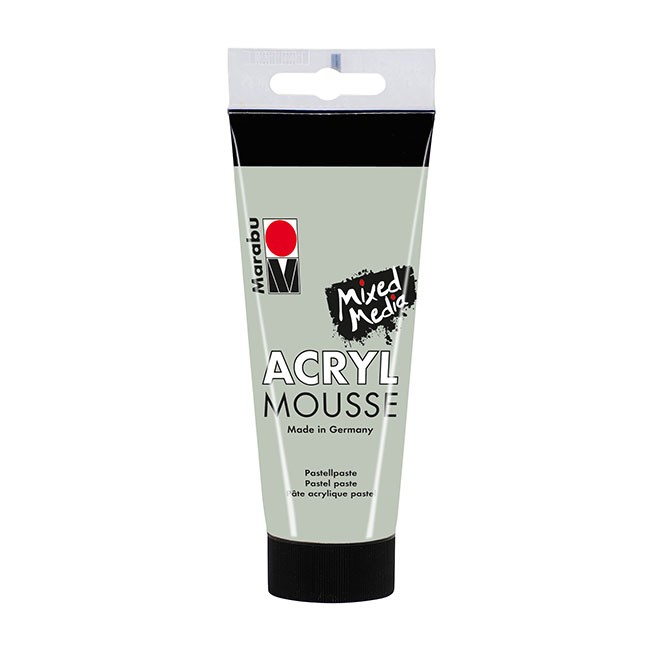 Marabu
Mixed
Media
ACRYL
MOUSSE
Made in Germany
Pastellpaste
Pastel paste
Pâte acrylique pastel